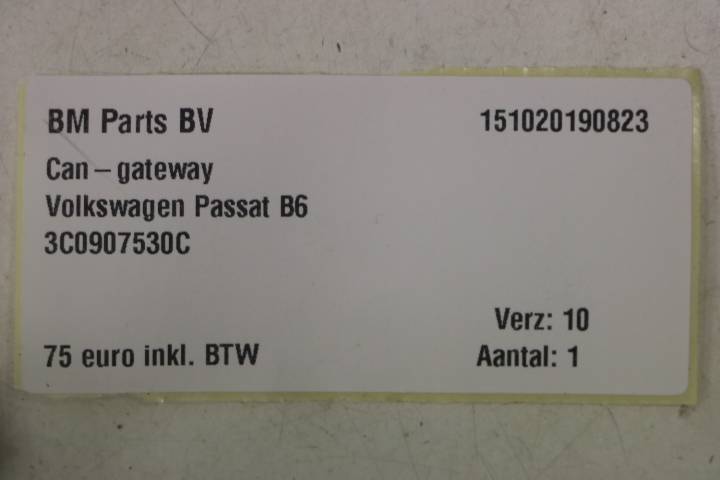 BM Parts BV 151020190823
Can – gateway
Volkswagen Passat B6
3C0907530C
Verz: 10
75 euro inkl. BTW Aantal: 1